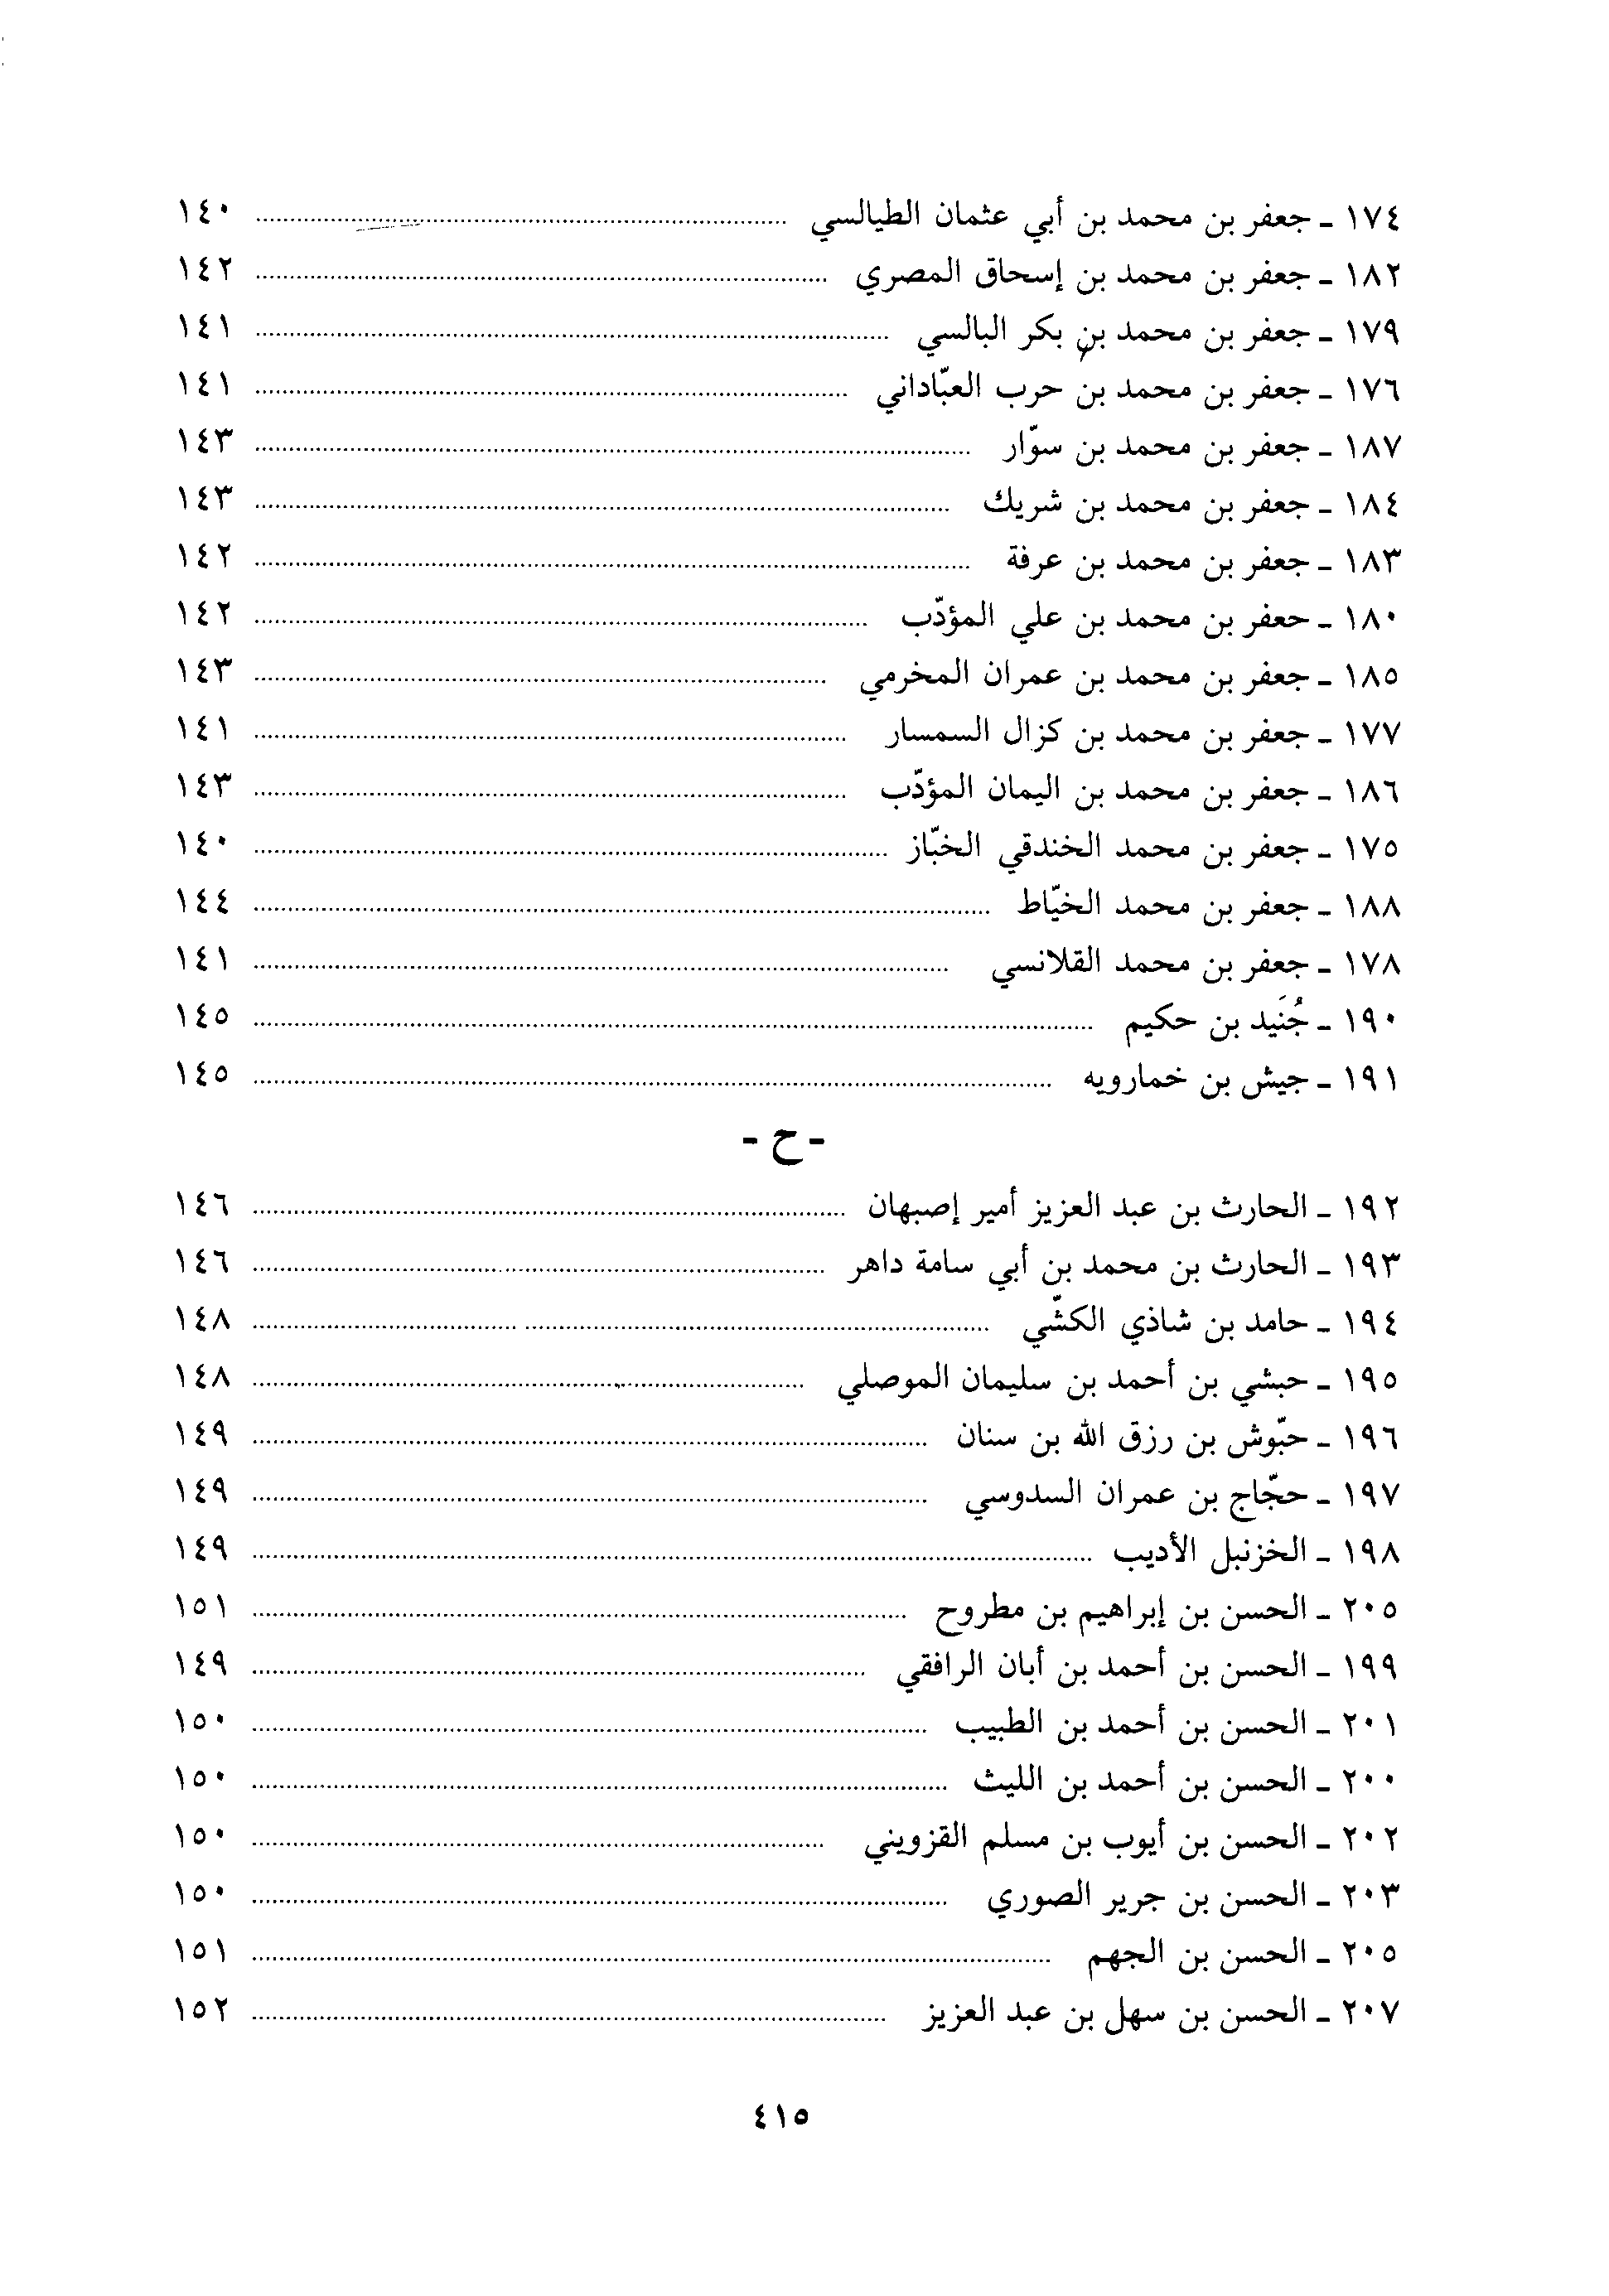 ١٧٤ ـ جعفر بن محمد بن أبي عثمان الطيالسي ........ ١٤٠
١٨٢ ـ جعفر بن محمد بن إسحاق المصري ........ ١٤٢
١٧٩ ـ جعفر بن محمد بن بكر البالسي ........ ١٤١
١٧٦ ـ جعفر بن محمد بن حرب العبّاداني ........ ١٤١
١٨٧ ـ جعفر بن محمد بن سوّار ........ ١٤٣
١٨٤ ـ جعفر بن محمد بن شريك ........ ١٤٣
١٨٣ ـ جعفر بن محمد بن عرفة ........ ١٤٢
١٨٠ ـ حعفر بن محمد بن علي المؤدّب ........ ١٤٢
١٨٥ ـ جعفر بن محمد بن عمران المخرمي ........ ١٤٣
١٧٧ ـ جعفر بن محمد بن كزال السمسار ........ ١٤١
١٨٦ ـ جعفر بن محمد بن اليمان المؤدّب ........ ١٤٣
١٧٥ ـ جعفر بن محمد الخندقي الخبّاز ........ ١٤٠
١٨٨ ـ جعفر بن محمد الخيّاط ........ ١٤٤
١٧٨ ـ جعفر بن محمد القلانسي ........ ١٤١
١٩٠ ـ جُنَيد بن حكيم ........ ١٤٥
١٩١ ـ جيش بن خمارويه ........ ١٤٥
- ح -
١٩٢ ـ الحارث بن عبد العزيز أمير إصبهان ........ ١٤٦
١٩٣ ـ الحارث بن محمد بن أبي سامة داهر ........ ١٤٦
١٩٤ ـ حامد بن شاذي الكشّي ........ ١٤٨
١٩٥ ـ حبشي بن أحمد بن سليمان الموصلي ........ ١٤٨
١٩٦ ـ حبّوش بن رزق الله بن سنان ........ ١٤٩
١٩٧ ـ حجّاج بن عمران السدوسي ........ ١٤٩
١٩٨ ـ الخزنبل الأديب ........ ١٤٩
٢٠٥ ـ الحسن بن إبراهيم بن مطروح ........ ١٥١
١٩٩ ـ الحسن بن أحمد بن أبان الرافقي ........ ١٤٩
٢٠١ ـ الحسن بن أحمد بن الطبيب ........ ١٥٠
٢٠٠ ـ الحسن بن أحمد بن الليث ........ ١٥٠
٢٠٢ ـ الحسن بن أيوب بن مسلم القزويني ........ ١٥٠
٢٠٣ ـ الحسن بن جرير الصوري ........ ١٥٠
٢٠٥ ـ الحسن بن الجهم ........ ١٥١
٢٠٧ ـ الحسن بن سهل بن عبد العزيز ........ ١٥٢
٤١٥